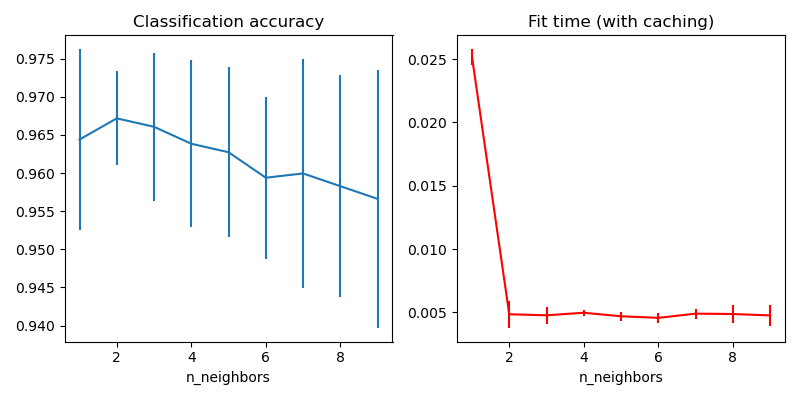 Classification accuracy
0.975
0.970
0.965
0.960
0.955
0.950
0.945
0.940
2 4 6 8
n_neighbors
Fit time (with caching)
0.025
0.020
0.015
0.010
0.005
2 4 6 8
n_neighbors